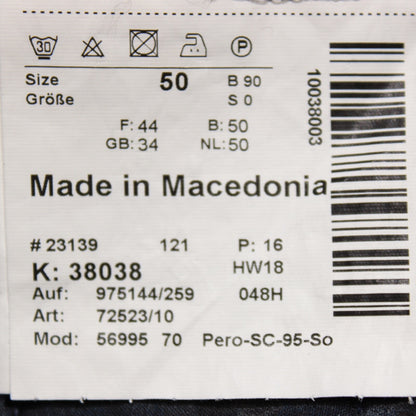 30 P
Size 50 B 90
Größe S 0
F: 44 B: 50
GB: 34 NL: 50
Made in Macedonia
# 23139 121 P: 16
K: 38038 HW18
Auf: 975144/259 048H
Art: 72523/10
Mod: 56995 70 Pero-SC-95-So
10038003